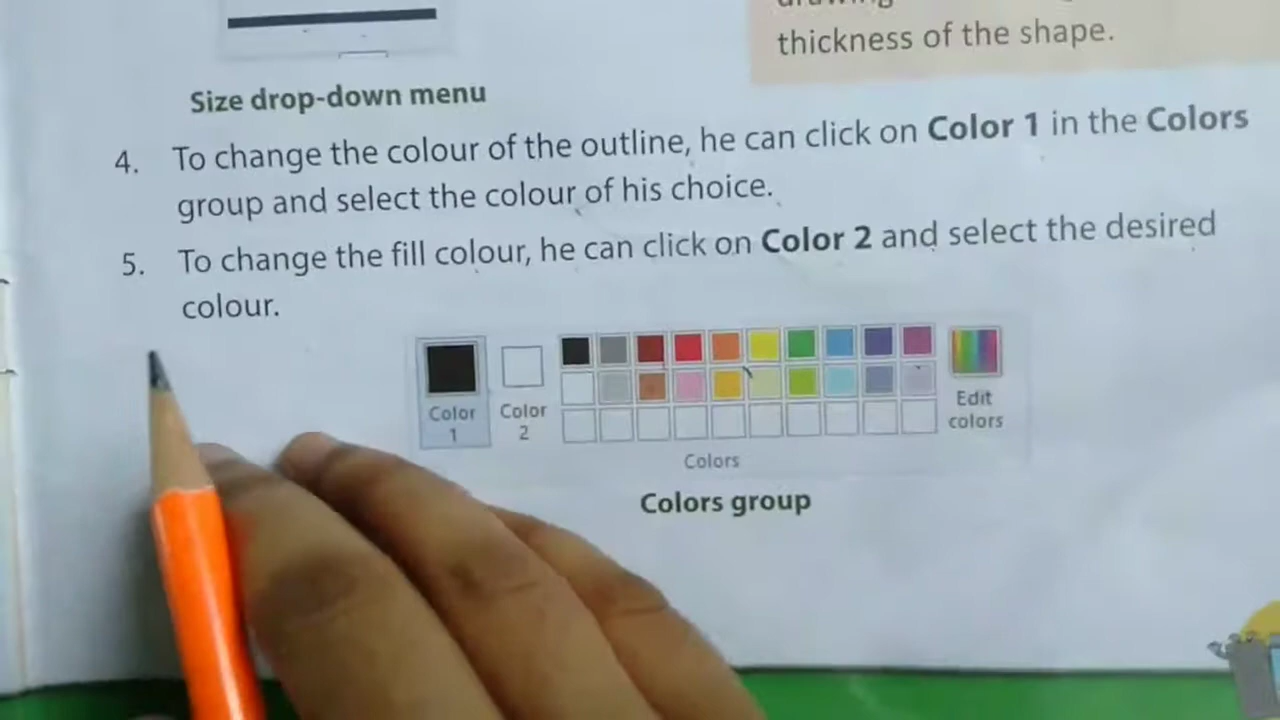 thickness of the shape.
Size drop-down menu
4. To change the colour of the outline, he can click on Color 1 in the Colors
group and select the colour of his choice.
5. To change the fill colour, he can click on Color 2 and select the desired
colour.
Color
1
Color
2
Edit
colors
Colors
Colors group